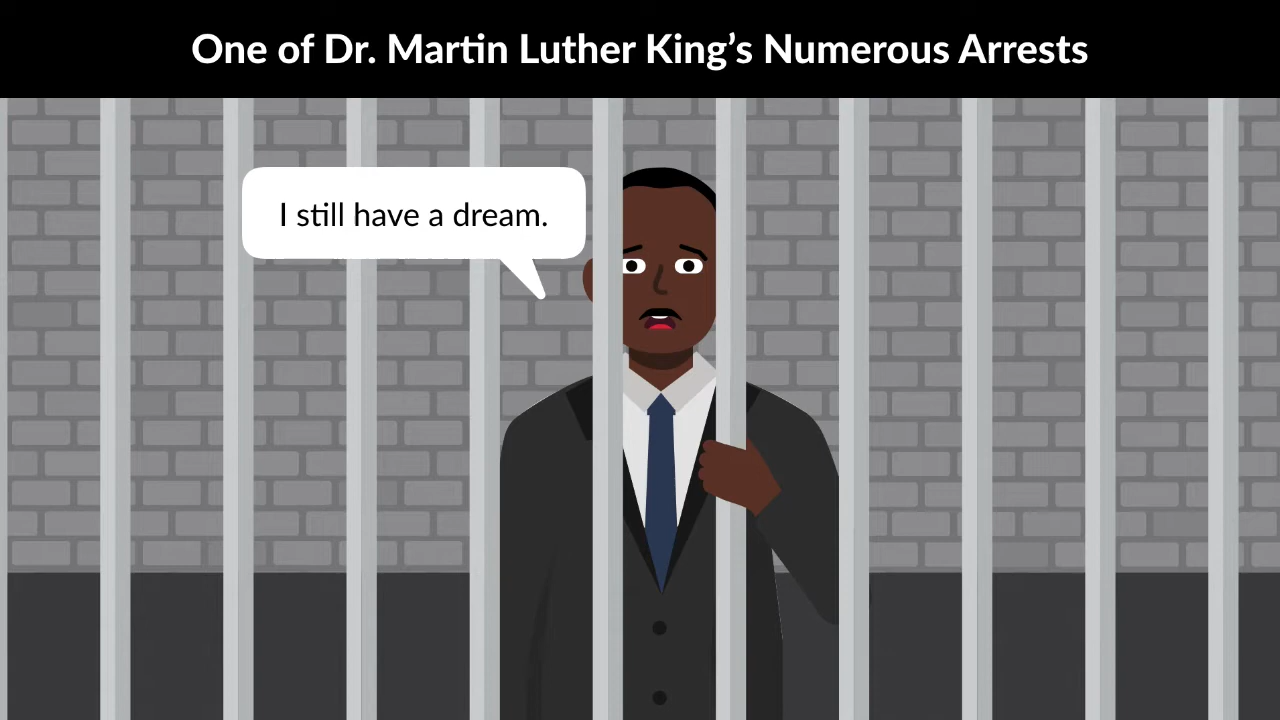 One of Dr. Martin Luther King’s Numerous Arrests
I still have a dream.